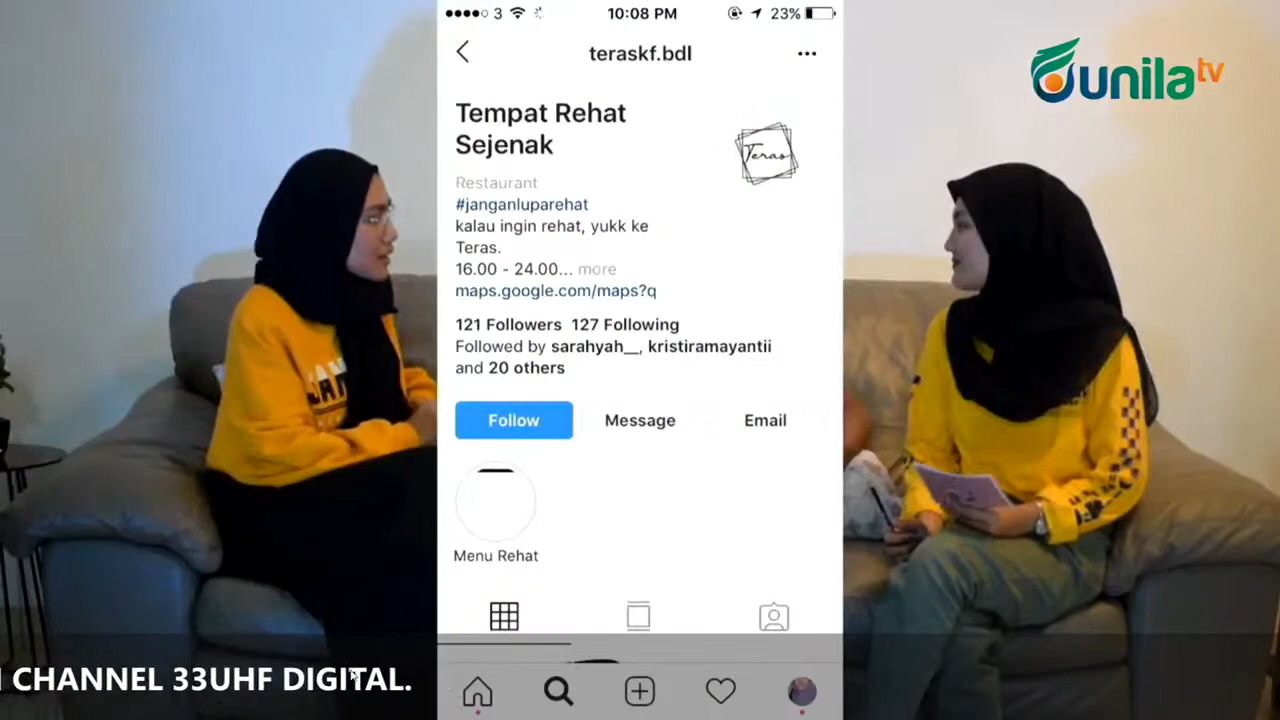 3
10:08 PM
23%
teraskf.bdl
unila tv
Tempat Rehat
Sejenak
Teras
Restaurant
#janganluparehat
kalau ingin rehat, yukk ke
Teras.
16.00 - 24.00... more
maps.google.com/maps?q
121 Followers 127 Following
Followed by sarahyah__, kristiramayantii
and 20 others
Follow
Message
Email
Menu Rehat
CHANNEL 33UHF DIGITAL.